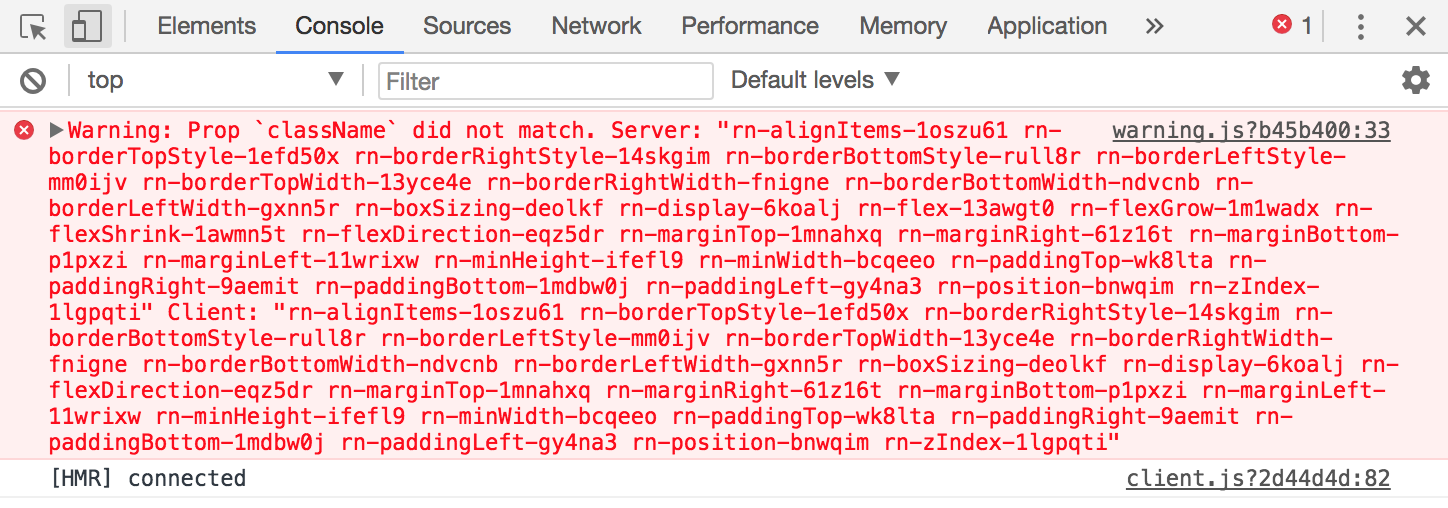 Elements Console Sources Network Performance Memory Application » 1
top Filter Default levels
Warning: Prop `className` did not match. Server: "rn-alignItems-1oszu61 rn- warning.js?b45b400:33
borderTopStyle-1efd50x rn-borderRightStyle-14skgim rn-borderBottomStyle-rull8r rn-borderLeftStyle-
mm0ijv rn-borderTopWidth-13yce4e rn-borderRightWidth-fnigne rn-borderBottomWidth-ndvcnb rn-
borderLeftWidth-gxnn5r rn-boxSizing-deolkf rn-display-6koalj rn-flex-13awgt0 rn-flexGrow-1m1wadx rn-
flexShrink-1awmn5t rn-flexDirection-eqz5dr rn-marginTop-1mnahxq rn-marginRight-61z16t rn-marginBottom-
p1pxzi rn-marginLeft-11wrixw rn-minHeight-ifefl9 rn-minWidth-bcqeeo rn-paddingTop-wk8lta rn-
paddingRight-9aemit rn-paddingBottom-1mdbw0j rn-paddingLeft-gy4na3 rn-position-bnwqim rn-zIndex-
1lgpqti" Client: "rn-alignItems-1oszu61 rn-borderTopStyle-1efd50x rn-borderRightStyle-14skgim rn-
borderBottomStyle-rull8r rn-borderLeftStyle-mm0ijv rn-borderTopWidth-13yce4e rn-borderRightWidth-
fnigne rn-borderBottomWidth-ndvcnb rn-borderLeftWidth-gxnn5r rn-boxSizing-deolkf rn-display-6koalj rn-
flexDirection-eqz5dr rn-marginTop-1mnahxq rn-marginRight-61z16t rn-marginBottom-p1pxzi rn-marginLeft-
11wrixw rn-minHeight-ifefl9 rn-minWidth-bcqeeo rn-paddingTop-wk8lta rn-paddingRight-9aemit rn-
paddingBottom-1mdbw0j rn-paddingLeft-gy4na3 rn-position-bnwqim rn-zIndex-1lgpqti"
[HMR] connected client.js?2d44d4d:82